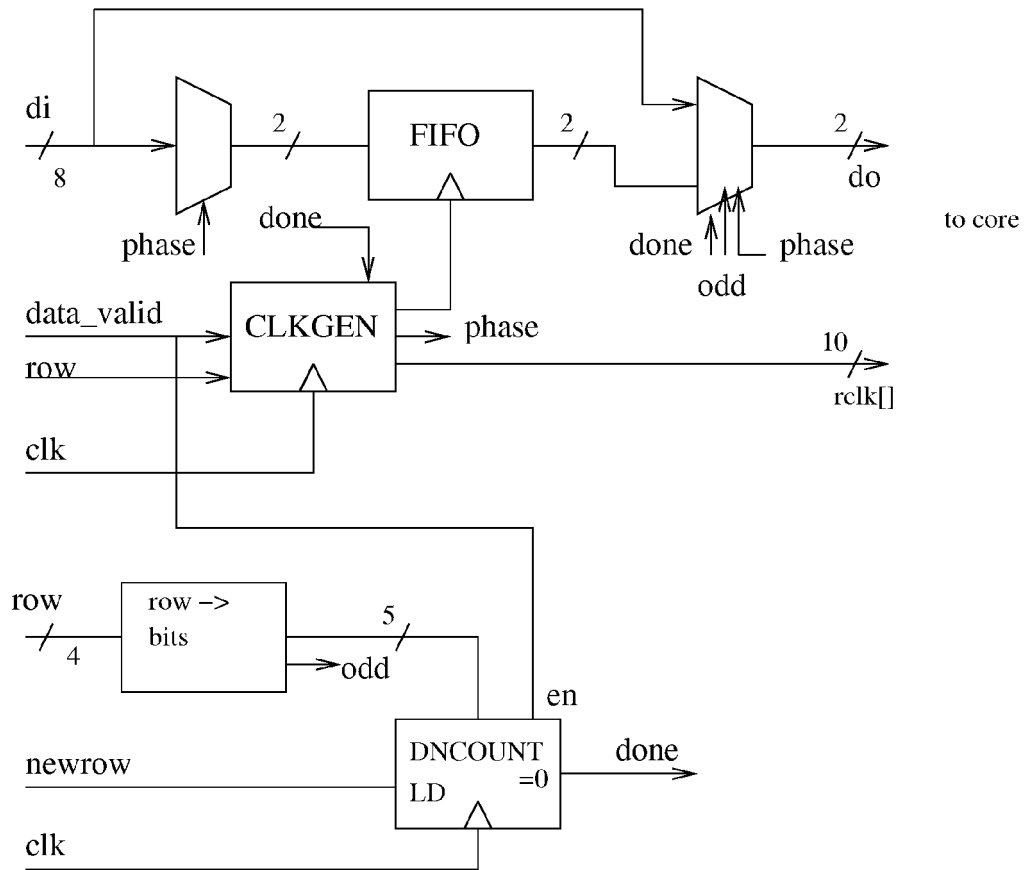 di
8
2
FIFO
2
2
do
phase
done
done
odd
phase
to core
data_valid
CLKGEN
phase
row
10
rclk[]
clk
row
4
row –>
bits
5
odd
en
newrow
DNCOUNT
=0
LD
done
clk